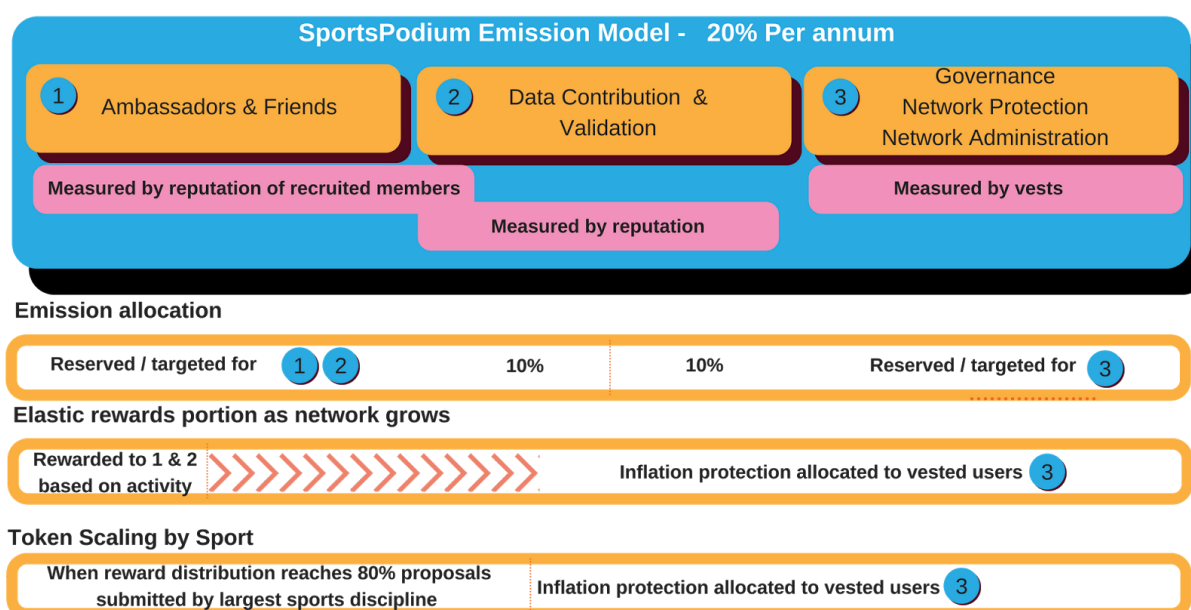 SportsPodium Emission Model - 20% Per annum
1
Ambassadors & Friends
2
Data Contribution &
Validation
3
Governance
Network Protection
Network Administration
Measured by reputation of recruited members
Measured by reputation
Measured by vests
Emission allocation
Reserved / targeted for 1 2 10% 10% Reserved / targeted for 3
Elastic rewards portion as network grows
Rewarded to 1 & 2
based on activity
Inflation protection allocated to vested users 3
Token Scaling by Sport
When reward distribution reaches 80% proposals
submitted by largest sports discipline
Inflation protection allocated to vested users 3